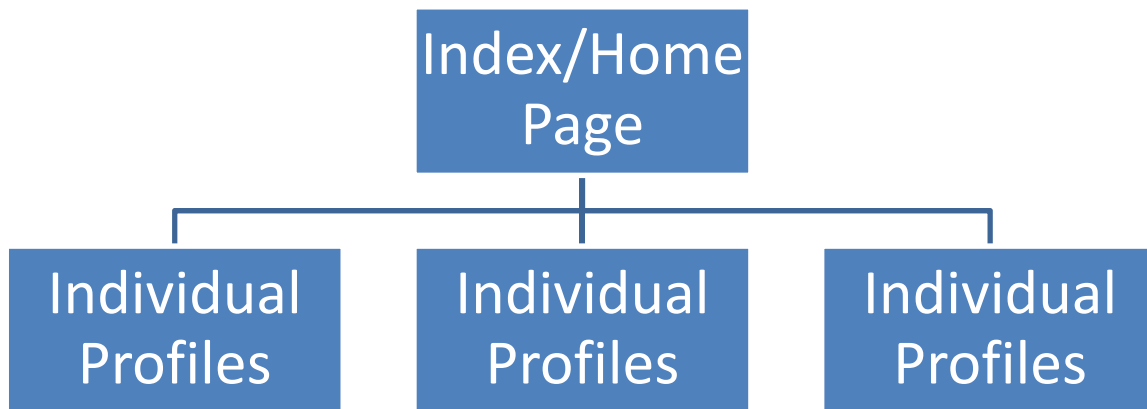 Index/Home
Page
Individual
Profiles
Individual
Profiles
Individual
Profiles